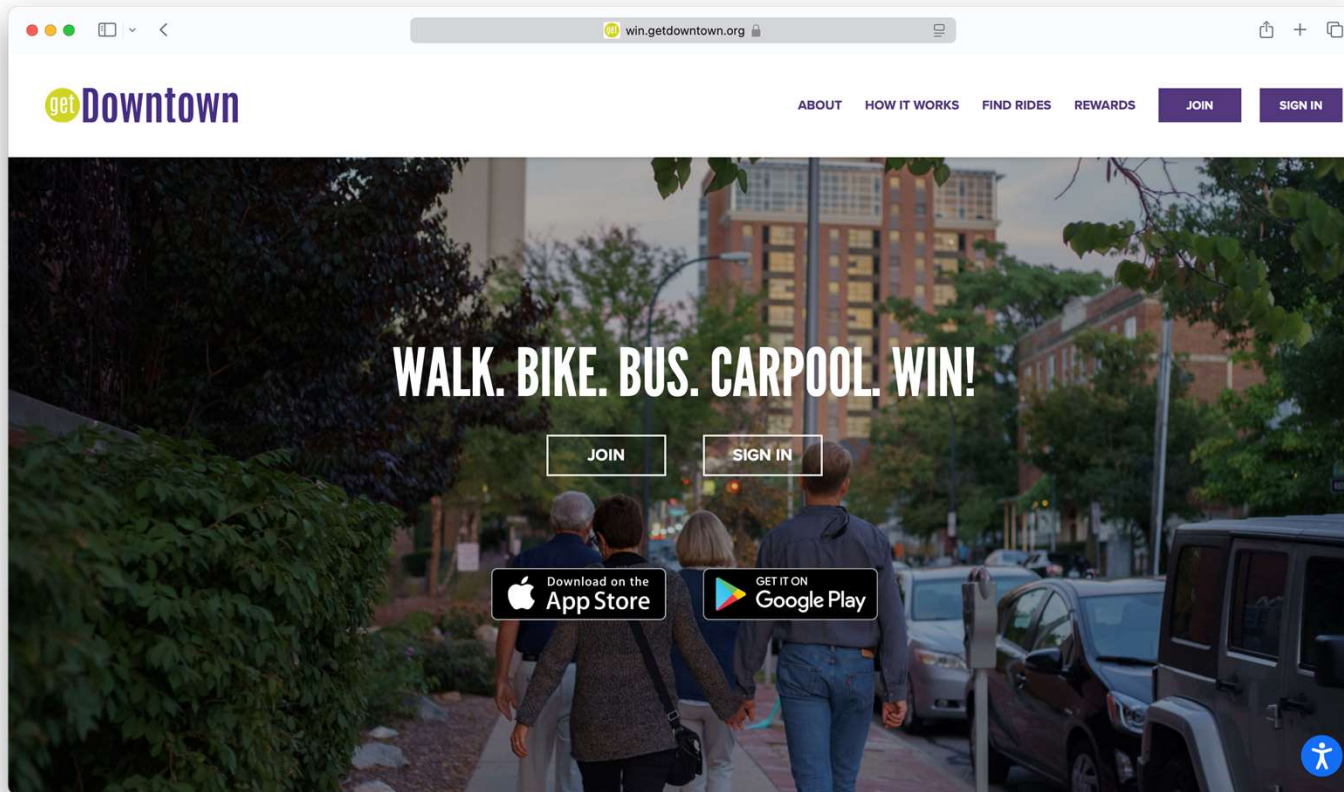 win.getdowntown.org
get Downtown
ABOUT HOW IT WORKS FIND RIDES REWARDS JOIN SIGN IN
WALK. BIKE. BUS. CARPOOL. WIN!
JOIN SIGN IN
Download on the App Store
GET IT ON Google Play